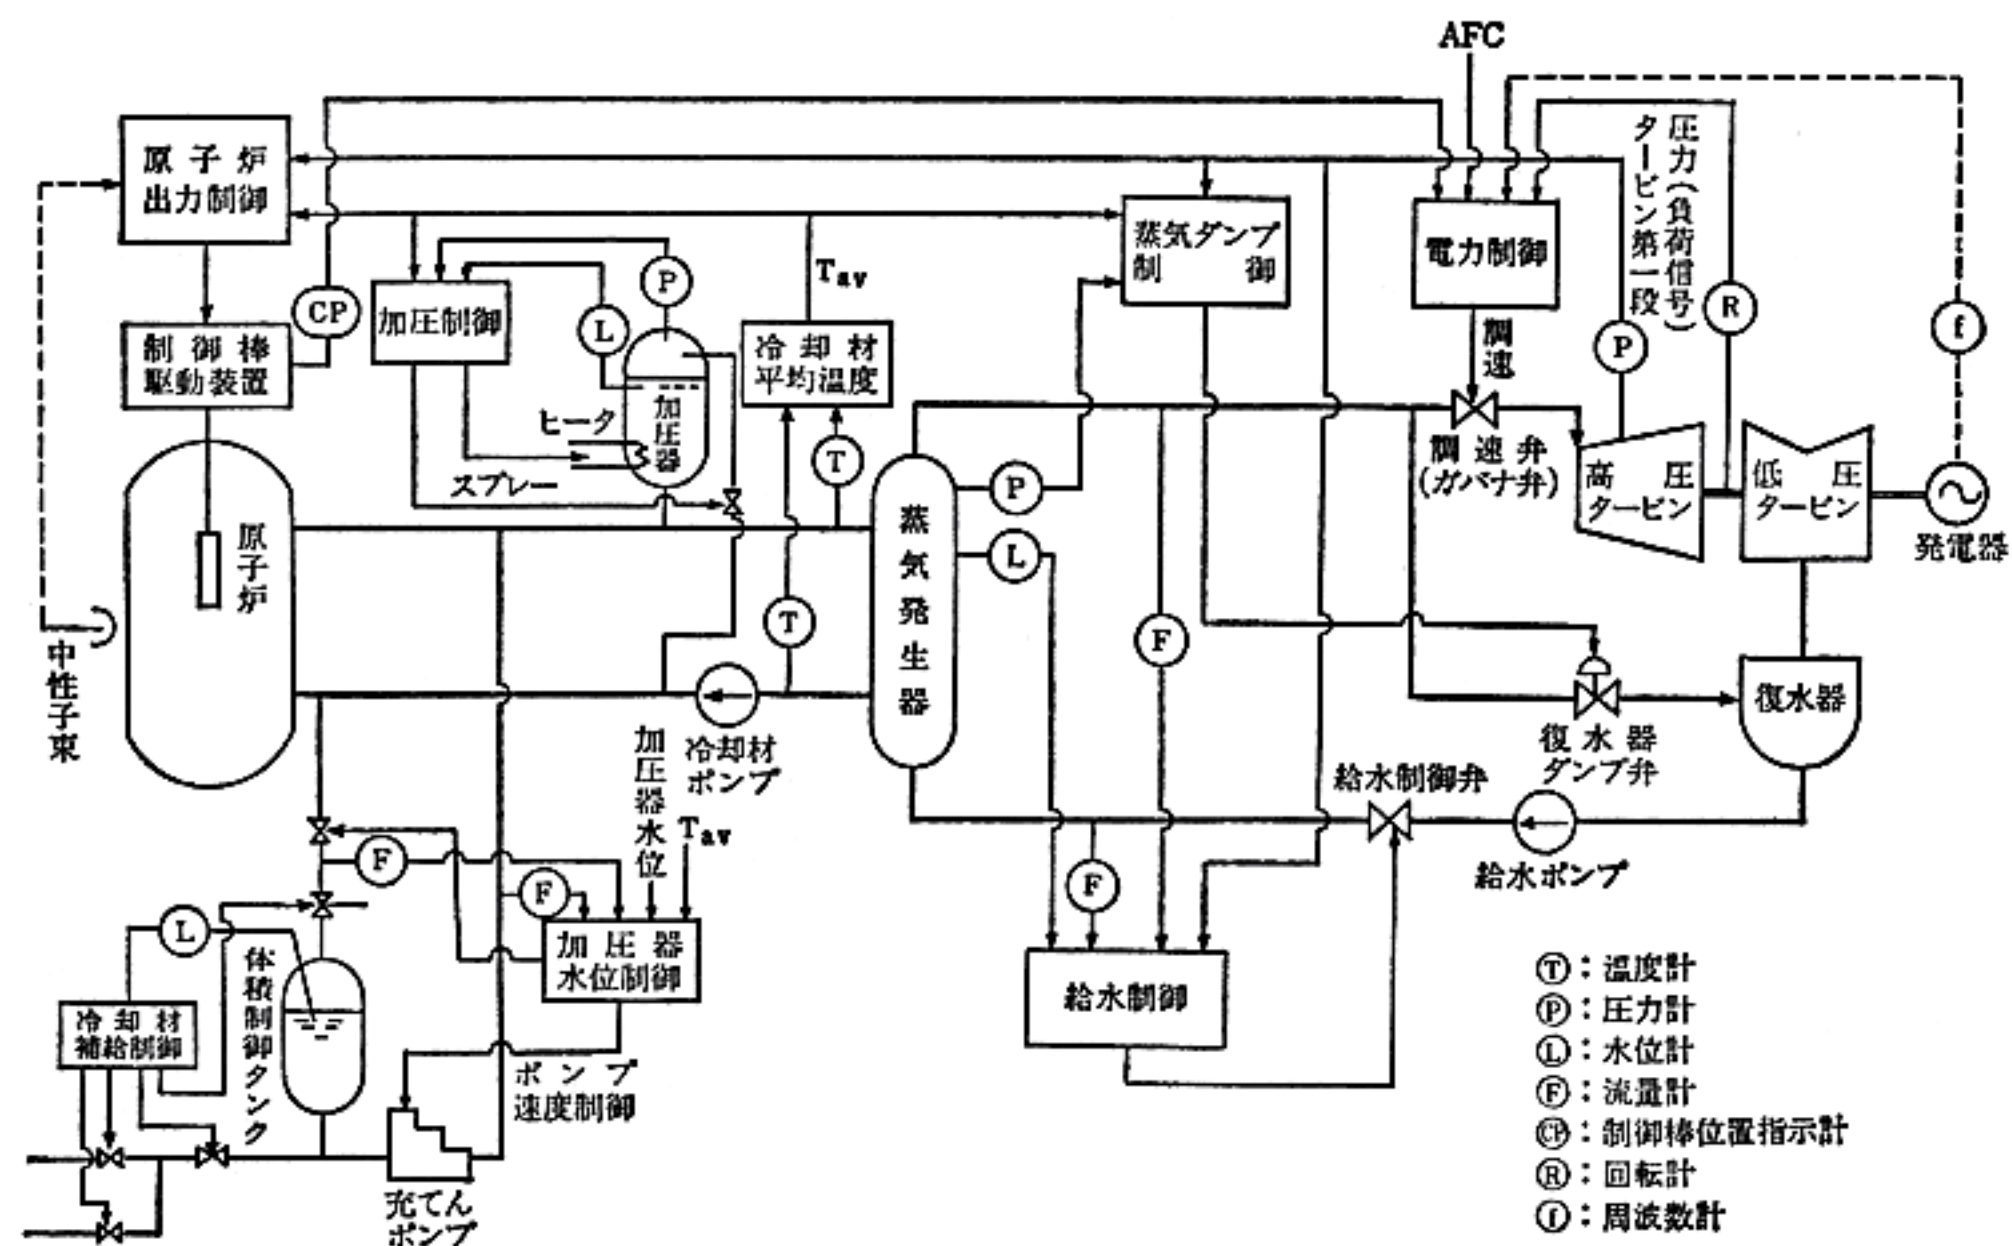 AFC
原子炉
出力制御
制御棒
駆動装置
CP
加圧制御
P
L
加圧器
ヒータ
スプレー
Tav
冷却材
平均温度
T
T
蒸気ダンプ
制御
電力制御
調速
タービン第一段
圧力(負荷信号)
P
R
f
調速弁
(ガバナ弁)
高圧
タービン
低圧
タービン
発電器
原子炉
中性子束
蒸気発生器
P
L
F
冷却材
ポンプ
復水器
復水器
ダンプ弁
給水制御弁
給水ポンプ
加圧器水位
Tav
F
F
加圧器
水位制御
L
体積制御タンク
冷却材
補給制御
ポンプ
速度制御
充てん
ポンプ
F
給水制御
T:温度計
P:圧力計
L:水位計
F:流量計
CP:制御棒位置指示計
R:回転計
f:周波数計